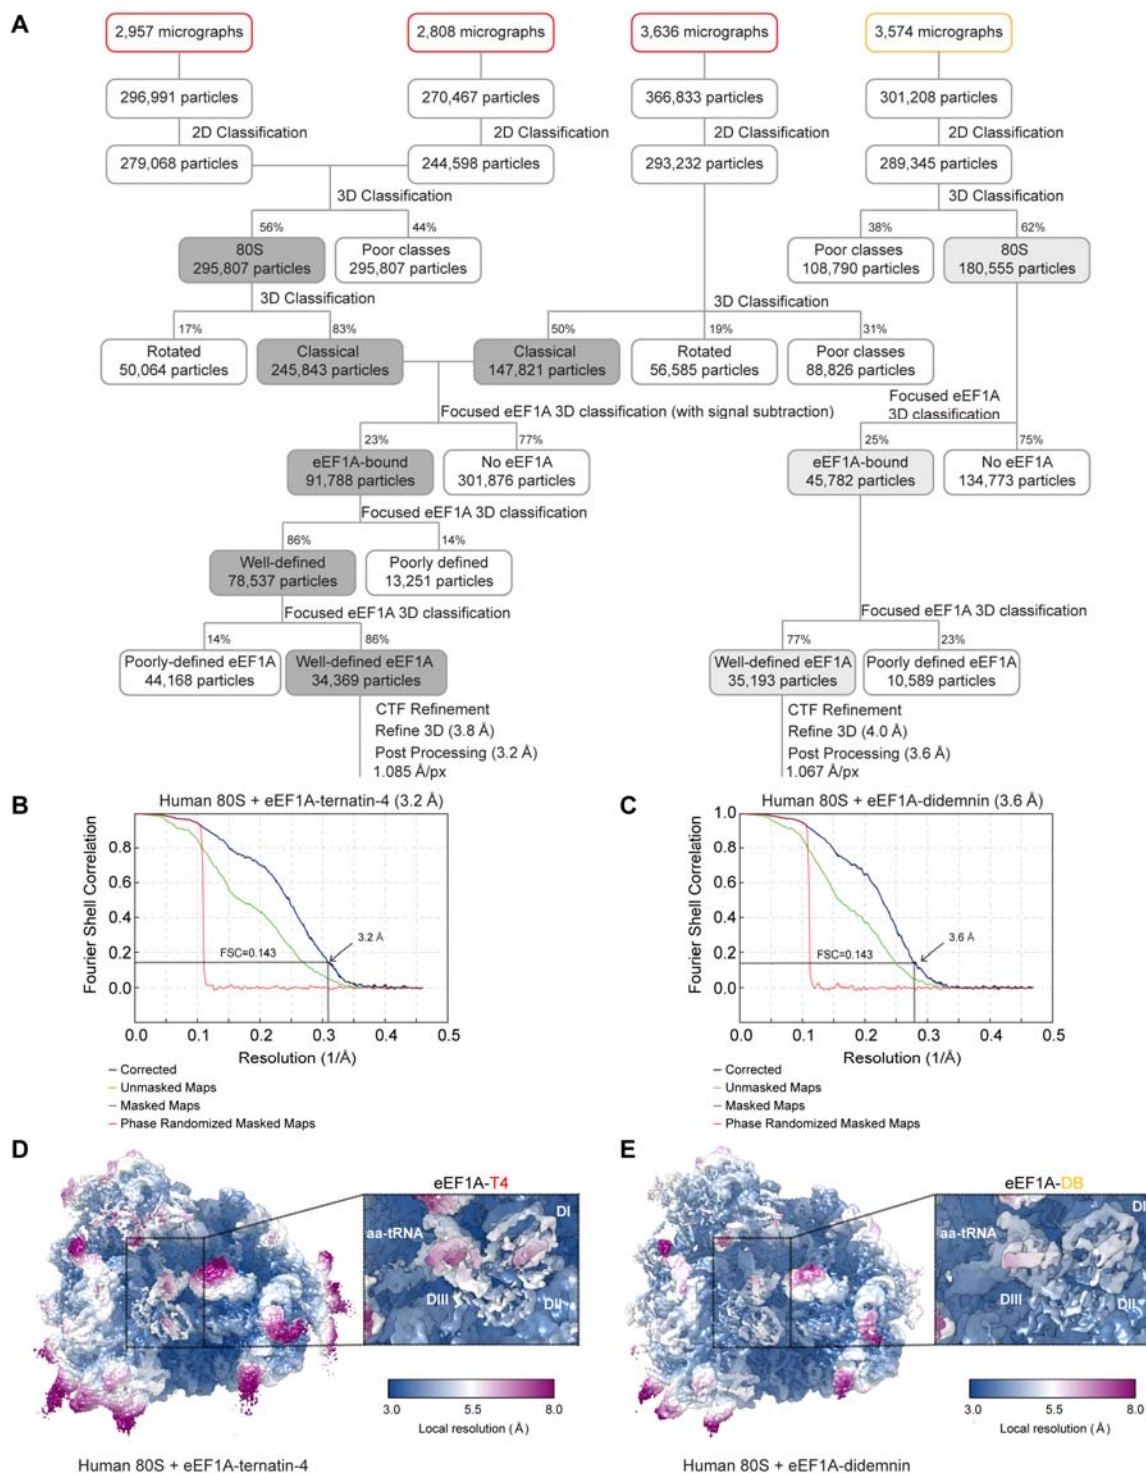 A
2,957 micrographs
2,808 micrographs
3,636 micrographs
3,574 micrographs
296,991 particles
270,467 particles
366,833 particles
301,208 particles
2D Classification
2D Classification
2D Classification
2D Classification
279,068 particles
244,598 particles
293,232 particles
289,345 particles
3D Classification
3D Classification
56%
44%
38%
62%
80S
295,807 particles
Poor classes
295,807 particles
Poor classes
108,790 particles
80S
180,555 particles
3D Classification
3D Classification
17%
83%
50%
19%
31%
Rotated
50,064 particles
Classical
245,843 particles
Classical
147,821 particles
Rotated
56,585 particles
Poor classes
88,826 particles
Focused eEF1A 3D classification (with signal subtraction)
Focused eEF1A
3D classification
23%
77%
25%
75%
eEF1A-bound
91,788 particles
No eEF1A
301,876 particles
eEF1A-bound
45,782 particles
No eEF1A
134,773 particles
Focused eEF1A 3D classification
86%
14%
Well-defined
78,537 particles
Poorly defined
13,251 particles
Focused eEF1A 3D classification
Focused eEF1A 3D classification
14%
86%
77%
23%
Poorly-defined eEF1A
44,168 particles
Well-defined eEF1A
34,369 particles
Well-defined eEF1A
35,193 particles
Poorly defined eEF1A
10,589 particles
CTF Refinement
Refine 3D (3.8 Å)
Post Processing (3.2 Å)
1.085 Å/px
CTF Refinement
Refine 3D (4.0 Å)
Post Processing (3.6 Å)
1.067 Å/px
B
Human 80S + eEF1A-ternatin-4 (3.2 Å)
Fourier Shell Correlation
0.8
0.6
0.4
0.2
0.0
FSC=0.143
3.2 Å
0.0 0.1 0.2 0.3 0.4 0.5
Resolution (1/Å)
Corrected
Unmasked Maps
Masked Maps
Phase Randomized Masked Maps
C
Human 80S + eEF1A-didemnin (3.6 Å)
Fourier Shell Correlation
1.0
0.8
0.6
0.4
0.2
0.0
FSC=0.143
3.6 Å
0.0 0.1 0.2 0.3 0.4 0.5
Resolution (1/Å)
Corrected
Unmasked Maps
Masked Maps
Phase Randomized Masked Maps
D
eEF1A-T4
aa-tRNA
DI
DIII
DII
3.0 5.5 8.0
Local resolution (Å)
Human 80S + eEF1A-ternatin-4
E
eEF1A-DB
aa-tRNA
DI
DIII
DII
3.0 5.5 8.0
Local resolution (Å)
Human 80S + eEF1A-didemnin